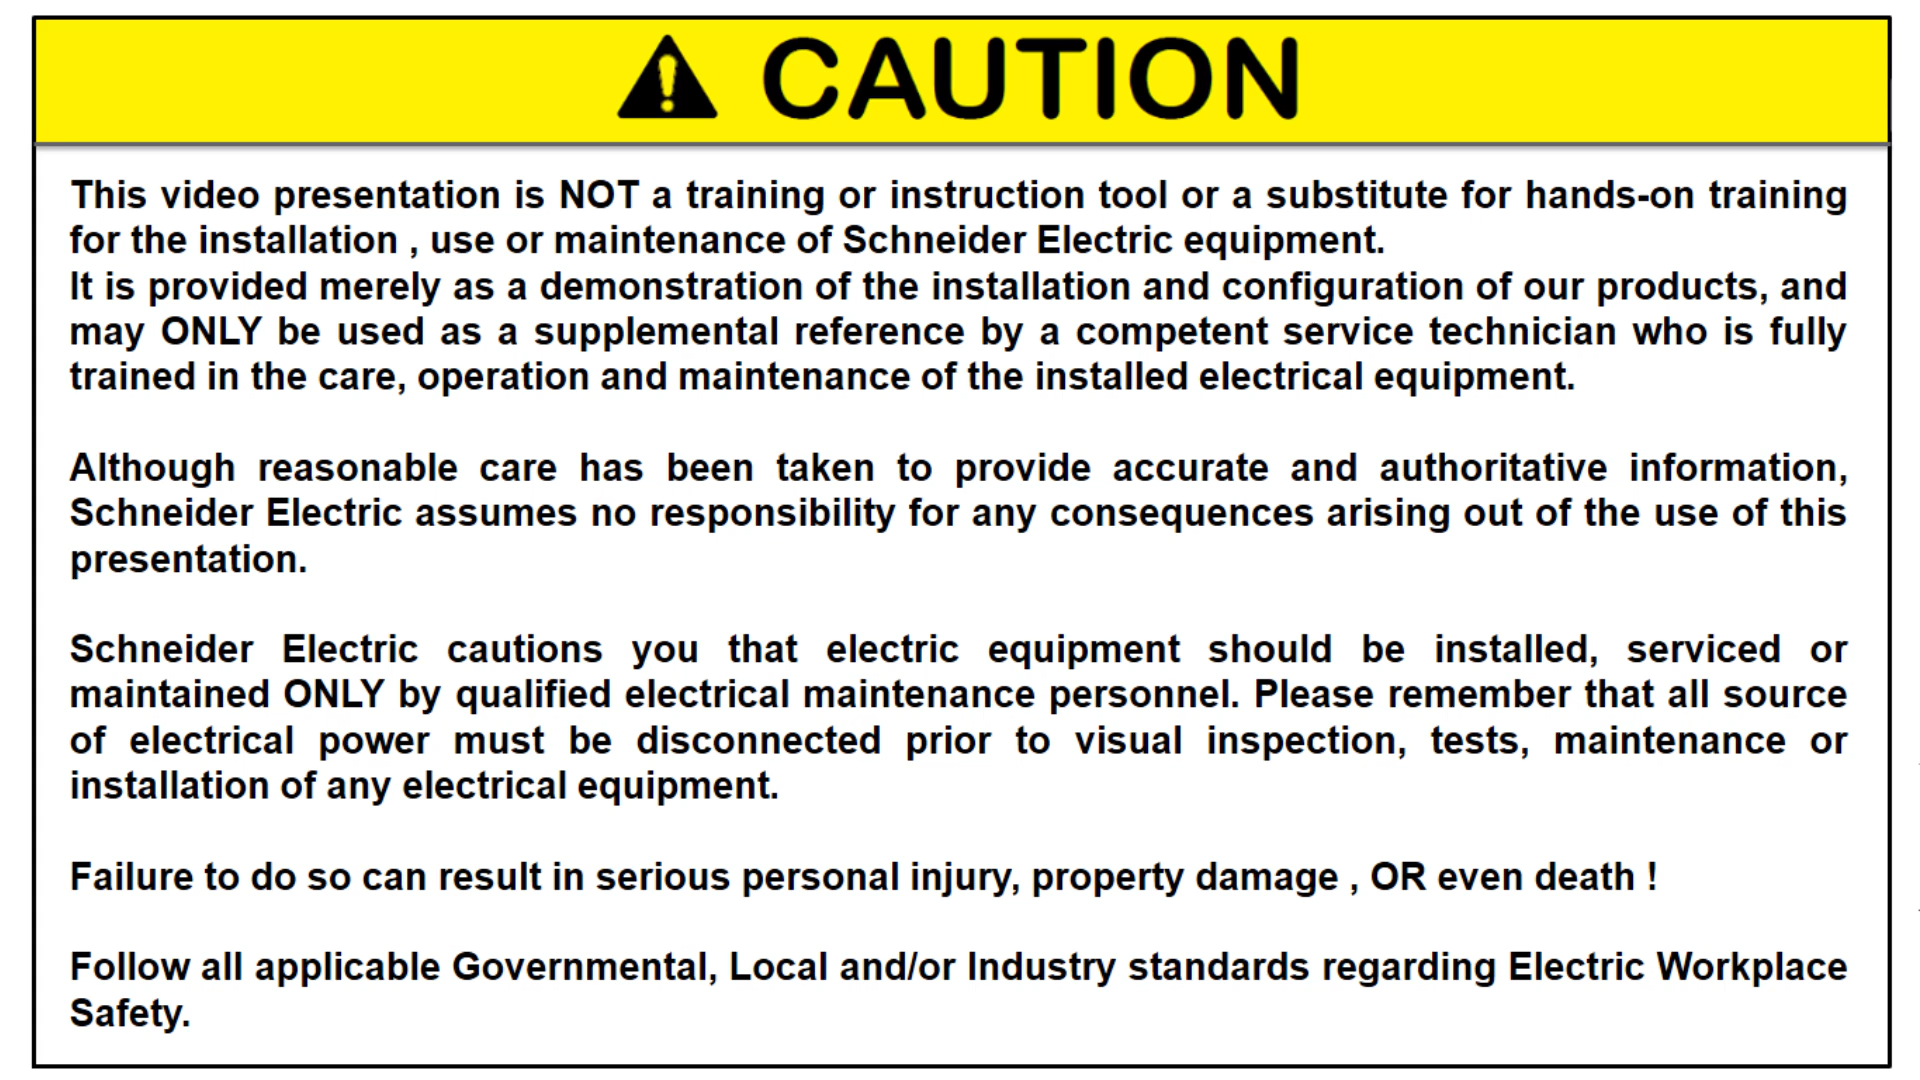 CAUTION
This video presentation is NOT a training or instruction tool or a substitute for hands-on training
for the installation , use or maintenance of Schneider Electric equipment.
It is provided merely as a demonstration of the installation and configuration of our products, and
may ONLY be used as a supplemental reference by a competent service technician who is fully
trained in the care, operation and maintenance of the installed electrical equipment.
Although reasonable care has been taken to provide accurate and authoritative information,
Schneider Electric assumes no responsibility for any consequences arising out of the use of this
presentation.
Schneider Electric cautions you that electric equipment should be installed, serviced or
maintained ONLY by qualified electrical maintenance personnel. Please remember that all source
of electrical power must be disconnected prior to visual inspection, tests, maintenance or
installation of any electrical equipment.
Failure to do so can result in serious personal injury, property damage , OR even death !
Follow all applicable Governmental, Local and/or Industry standards regarding Electric Workplace
Safety.